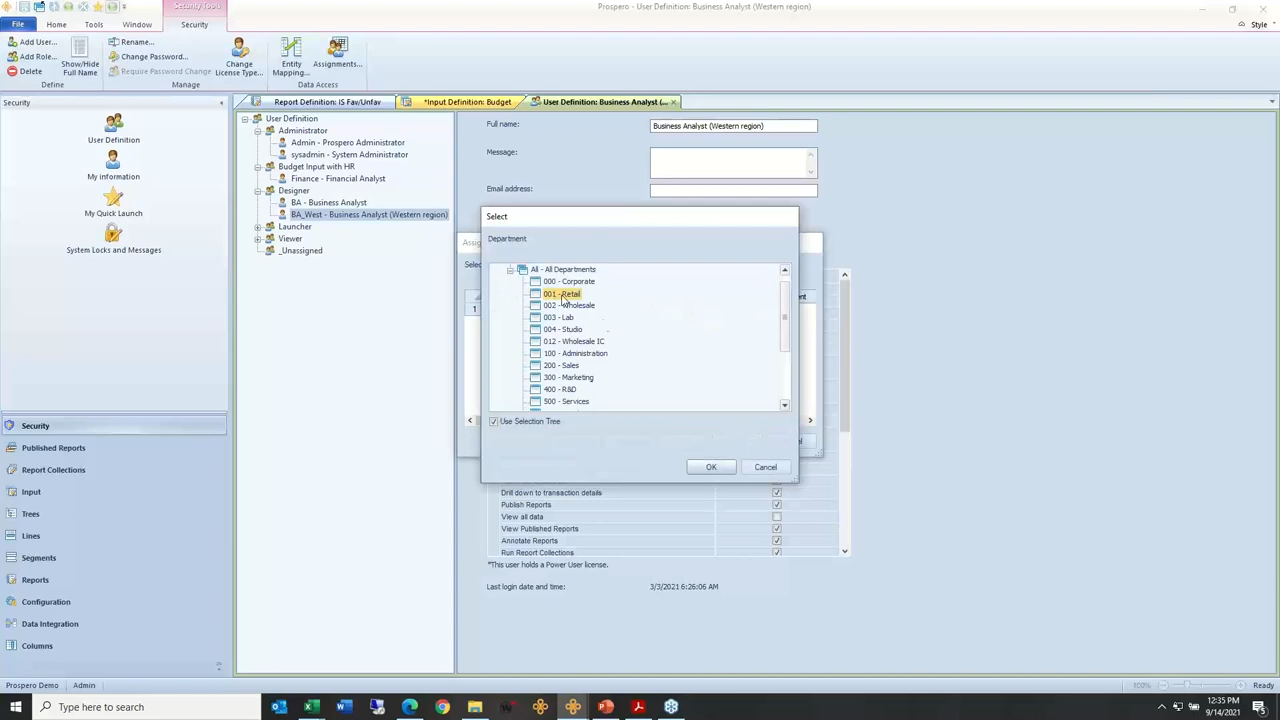 Security Tools
Prospero - User Definition: Business Analyst (Western region)
File
Home
Tools
Window
Security
Style
Add User...
Add Role...
Delete
Show/Hide
Full Name
Define
Rename...
Change Password...
Require Password Change
Manage
Change
License Type...
Entity
Mapping...
Assignments...
Data Access
Security
User Definition
My information
My Quick Launch
System Locks and Messages
Security
Published Reports
Report Collections
Input
Trees
Lines
Segments
Reports
Configuration
Data Integration
Columns
Report Definition: IS Fav/Unfav
*Input Definition: Budget
User Definition: Business Analyst (...
User Definition
Administrator
Admin - Prospero Administrator
sysadmin - System Administrator
Budget Input with HR
Finance - Financial Analyst
Designer
BA - Business Analyst
BA_West - Business Analyst (Western region)
Launcher
Viewer
_Unassigned
Full name:
Business Analyst (Western region)
Message:
Email address:
Select
Department
All - All Departments
000 - Corporate
001 - Retail
002 - Wholesale
003 - Lab
004 - Studio
012 - Wholesale IC
100 - Administration
200 - Sales
300 - Marketing
400 - R&D
500 - Services
Use Selection Tree
OK
Cancel
1
Drill down to transaction details
Publish Reports
View all data
View Published Reports
Annotate Reports
Run Report Collections
*This user holds a Power User license.
Last login date and time:
3/3/2021 6:26:06 AM
Prospero Demo
Admin
100%
Ready
Type here to search
12:35 PM
9/14/2021